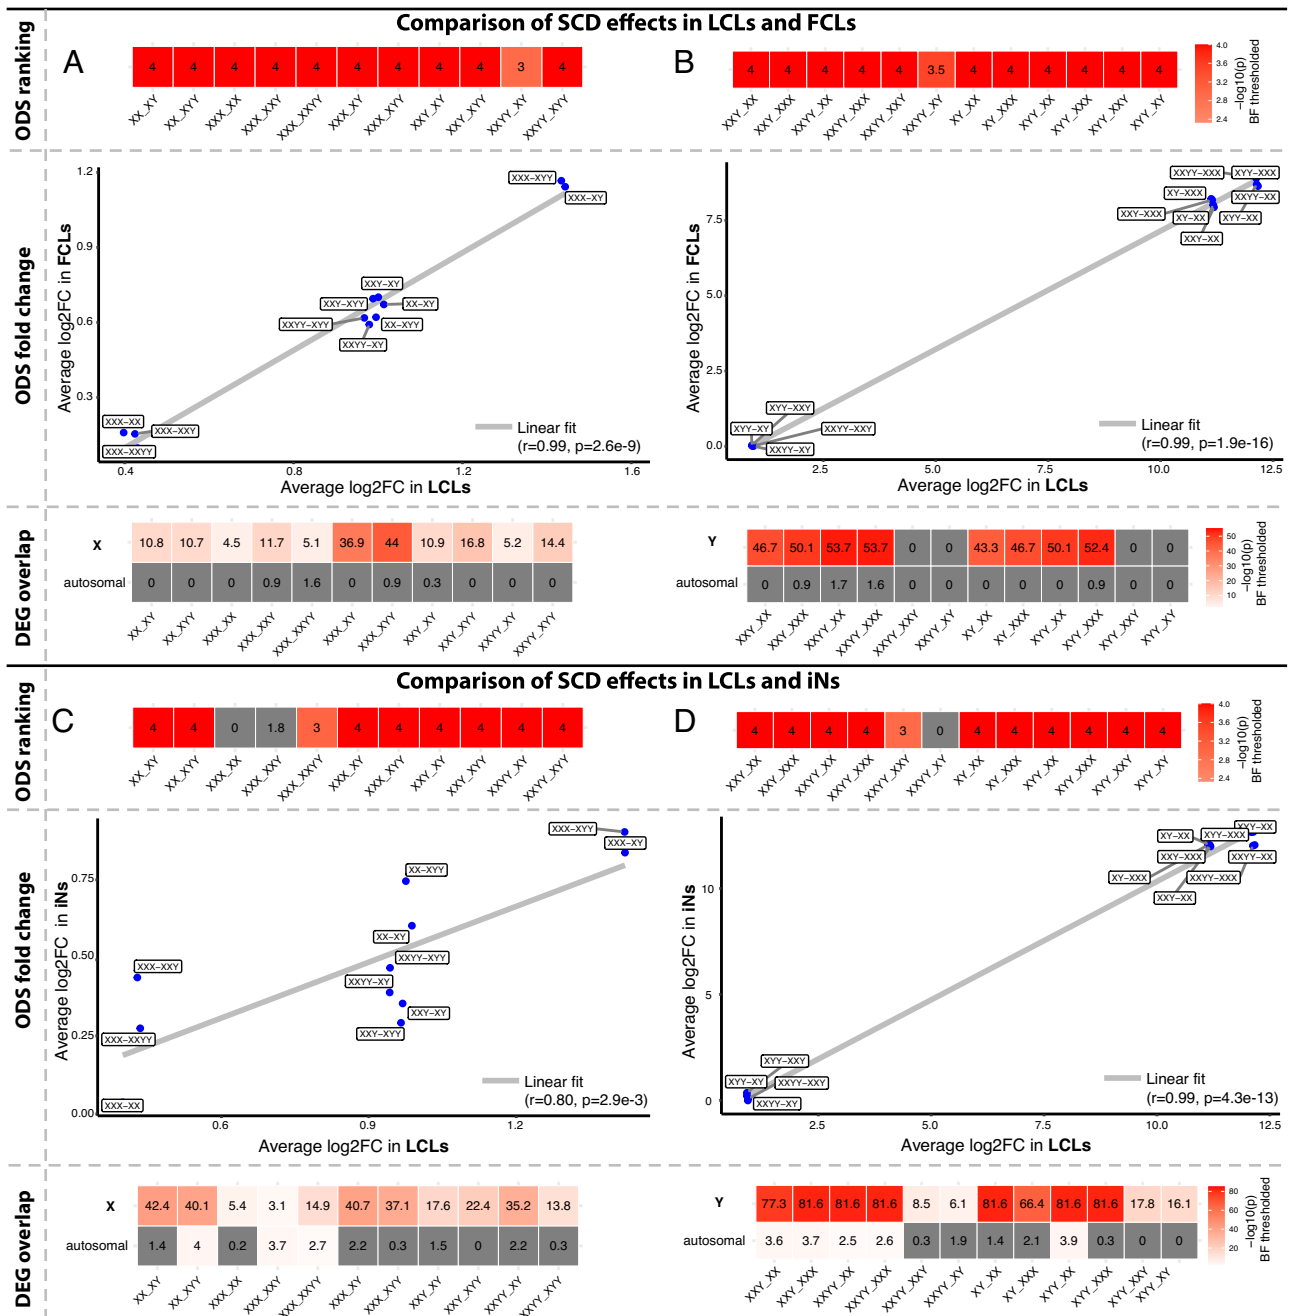 Comparison of SCD effects in LCLs and FCLs
ODS ranking
A
4 4 4 4 4 4 4 4 4 3 4
XX_XY XX_XYY XXX_XX XXX_XXY XXX_XXYY XXX_XY XXX_XYY XXY_XY XXY_XYY XXYY_XY XXYY_XYY
B
4 4 4 4 4 3.5 4 4 4 4 4 4
XXY_XX XXY_XXX XXYY_XX XXYY_XXX XXYY_XXY XXYY_XY XY_XX XY_XXX XYY_XX XYY_XXX XYY_XXY XYY_XY
4.0
3.6
3.2
2.8
2.4
−log10(p)
BF thresholded
ODS fold change
Average log2FC in FCLs
1.2
0.9
0.6
0.3
XXX−XYY
XXX−XY
XXY−XY
XXY−XYY
XX−XY
XXYY−XYY
XX−XYY
XXYY−XY
XXX−XX
XXX−XXY
XXX−XXYY
Linear fit
(r=0.99, p=2.6e-9)
0.4 0.8 1.2 1.6
Average log2FC in LCLs
Average log2FC in FCLs
7.5
5.0
2.5
0.0
XXYY−XXX
XYY−XXX
XY−XXX
XXYY−XX
XXY−XXX
XY−XX
XYY−XX
XXY−XX
XYY−XXY
XYY−XY
XXYY−XXY
XXYY−XY
Linear fit
(r=0.99, p=1.9e-16)
2.5 5.0 7.5 10.0 12.5
Average log2FC in LCLs
DEG overlap
X
10.8 10.7 4.5 11.7 5.1 36.9 44 10.9 16.8 5.2 14.4
autosomal
0 0 0 0.9 1.6 0 0.9 0.3 0 0 0
XX_XY XX_XYY XXX_XX XXX_XXY XXX_XXYY XXX_XY XXX_XYY XXY_XY XXY_XYY XXYY_XY XXYY_XYY
Y
46.7 50.1 53.7 53.7 0 0 43.3 46.7 50.1 52.4 0 0
autosomal
0 0.9 1.7 1.6 0 0 0 0 0 0.9 0 0
XXY_XX XXY_XXX XXYY_XX XXYY_XXX XXYY_XXY XXYY_XY XY_XX XY_XXX XYY_XX XYY_XXX XYY_XXY XYY_XY
50
40
30
20
10
−log10(p)
BF thresholded
Comparison of SCD effects in LCLs and iNs
ODS ranking
C
4 4 0 1.8 3 4 4 4 4 4 4
XX_XY XX_XYY XXX_XX XXX_XXY XXX_XXYY XXX_XY XXX_XYY XXY_XY XXY_XYY XXYY_XY XXYY_XYY
D
4 4 4 4 3 0 4 4 4 4 4
XXY_XX XXY_XXX XXYY_XX XXYY_XXX XXYY_XXY XXYY_XY XY_XX XY_XXX XYY_XX XYY_XXX XYY_XXY XYY_XY
4.0
3.6
3.2
2.8
2.4
−log10(p)
BF thresholded
ODS fold change
Average log2FC in iNs
0.75
0.50
0.25
0.00
XXX−XYY
XXX−XY
XX−XYY
XX−XY
XXYY−XYY
XXX−XXY
XXYY−XY
XXY−XY
XXY−XYY
XXX−XXYY
XXX−XX
Linear fit
(r=0.80, p=2.9e-3)
0.6 0.9 1.2
Average log2FC in LCLs
Average log2FC in iNs
10
5
0
XYY−XX
XY−XX
XYY−XXX
XXY−XXX
XXYY−XX
XY−XXX
XXYY−XXX
XXY−XX
XYY−XXY
XYY−XY
XXYY−XXY
XXYY−XY
Linear fit
(r=0.99, p=4.3e-13)
2.5 5.0 7.5 10.0 12.5
Average log2FC in LCLs
DEG overlap
X
42.4 40.1 5.4 3.1 14.9 40.7 37.1 17.6 22.4 35.2 13.8
autosomal
1.4 4 0.2 3.7 2.7 2.2 0.3 1.5 0 2.2 0.3
XX_XY XX_XYY XXX_XX XXX_XXY XXX_XXYY XXX_XY XXX_XYY XXY_XY XXY_XYY XXYY_XY XXYY_XYY
Y
77.3 81.6 81.6 81.6 8.5 6.1 81.6 66.4 81.6 81.6 17.8 16.1
autosomal
3.6 3.7 2.5 2.6 0.3 1.9 1.4 2.1 3.9 0.3 0 0
XXY_XX XXY_XXX XXYY_XX XXYY_XXX XXYY_XXY XXYY_XY XY_XX XY_XXX XYY_XX XYY_XXX XYY_XXY XYY_XY
80
60
40
20
−log10(p)
BF thresholded